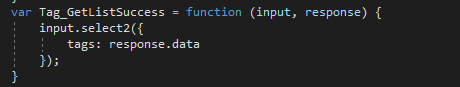 var Tag_GetListSuccess = function (input, response) {
    input.select2({
        tags: response.data
    });
}